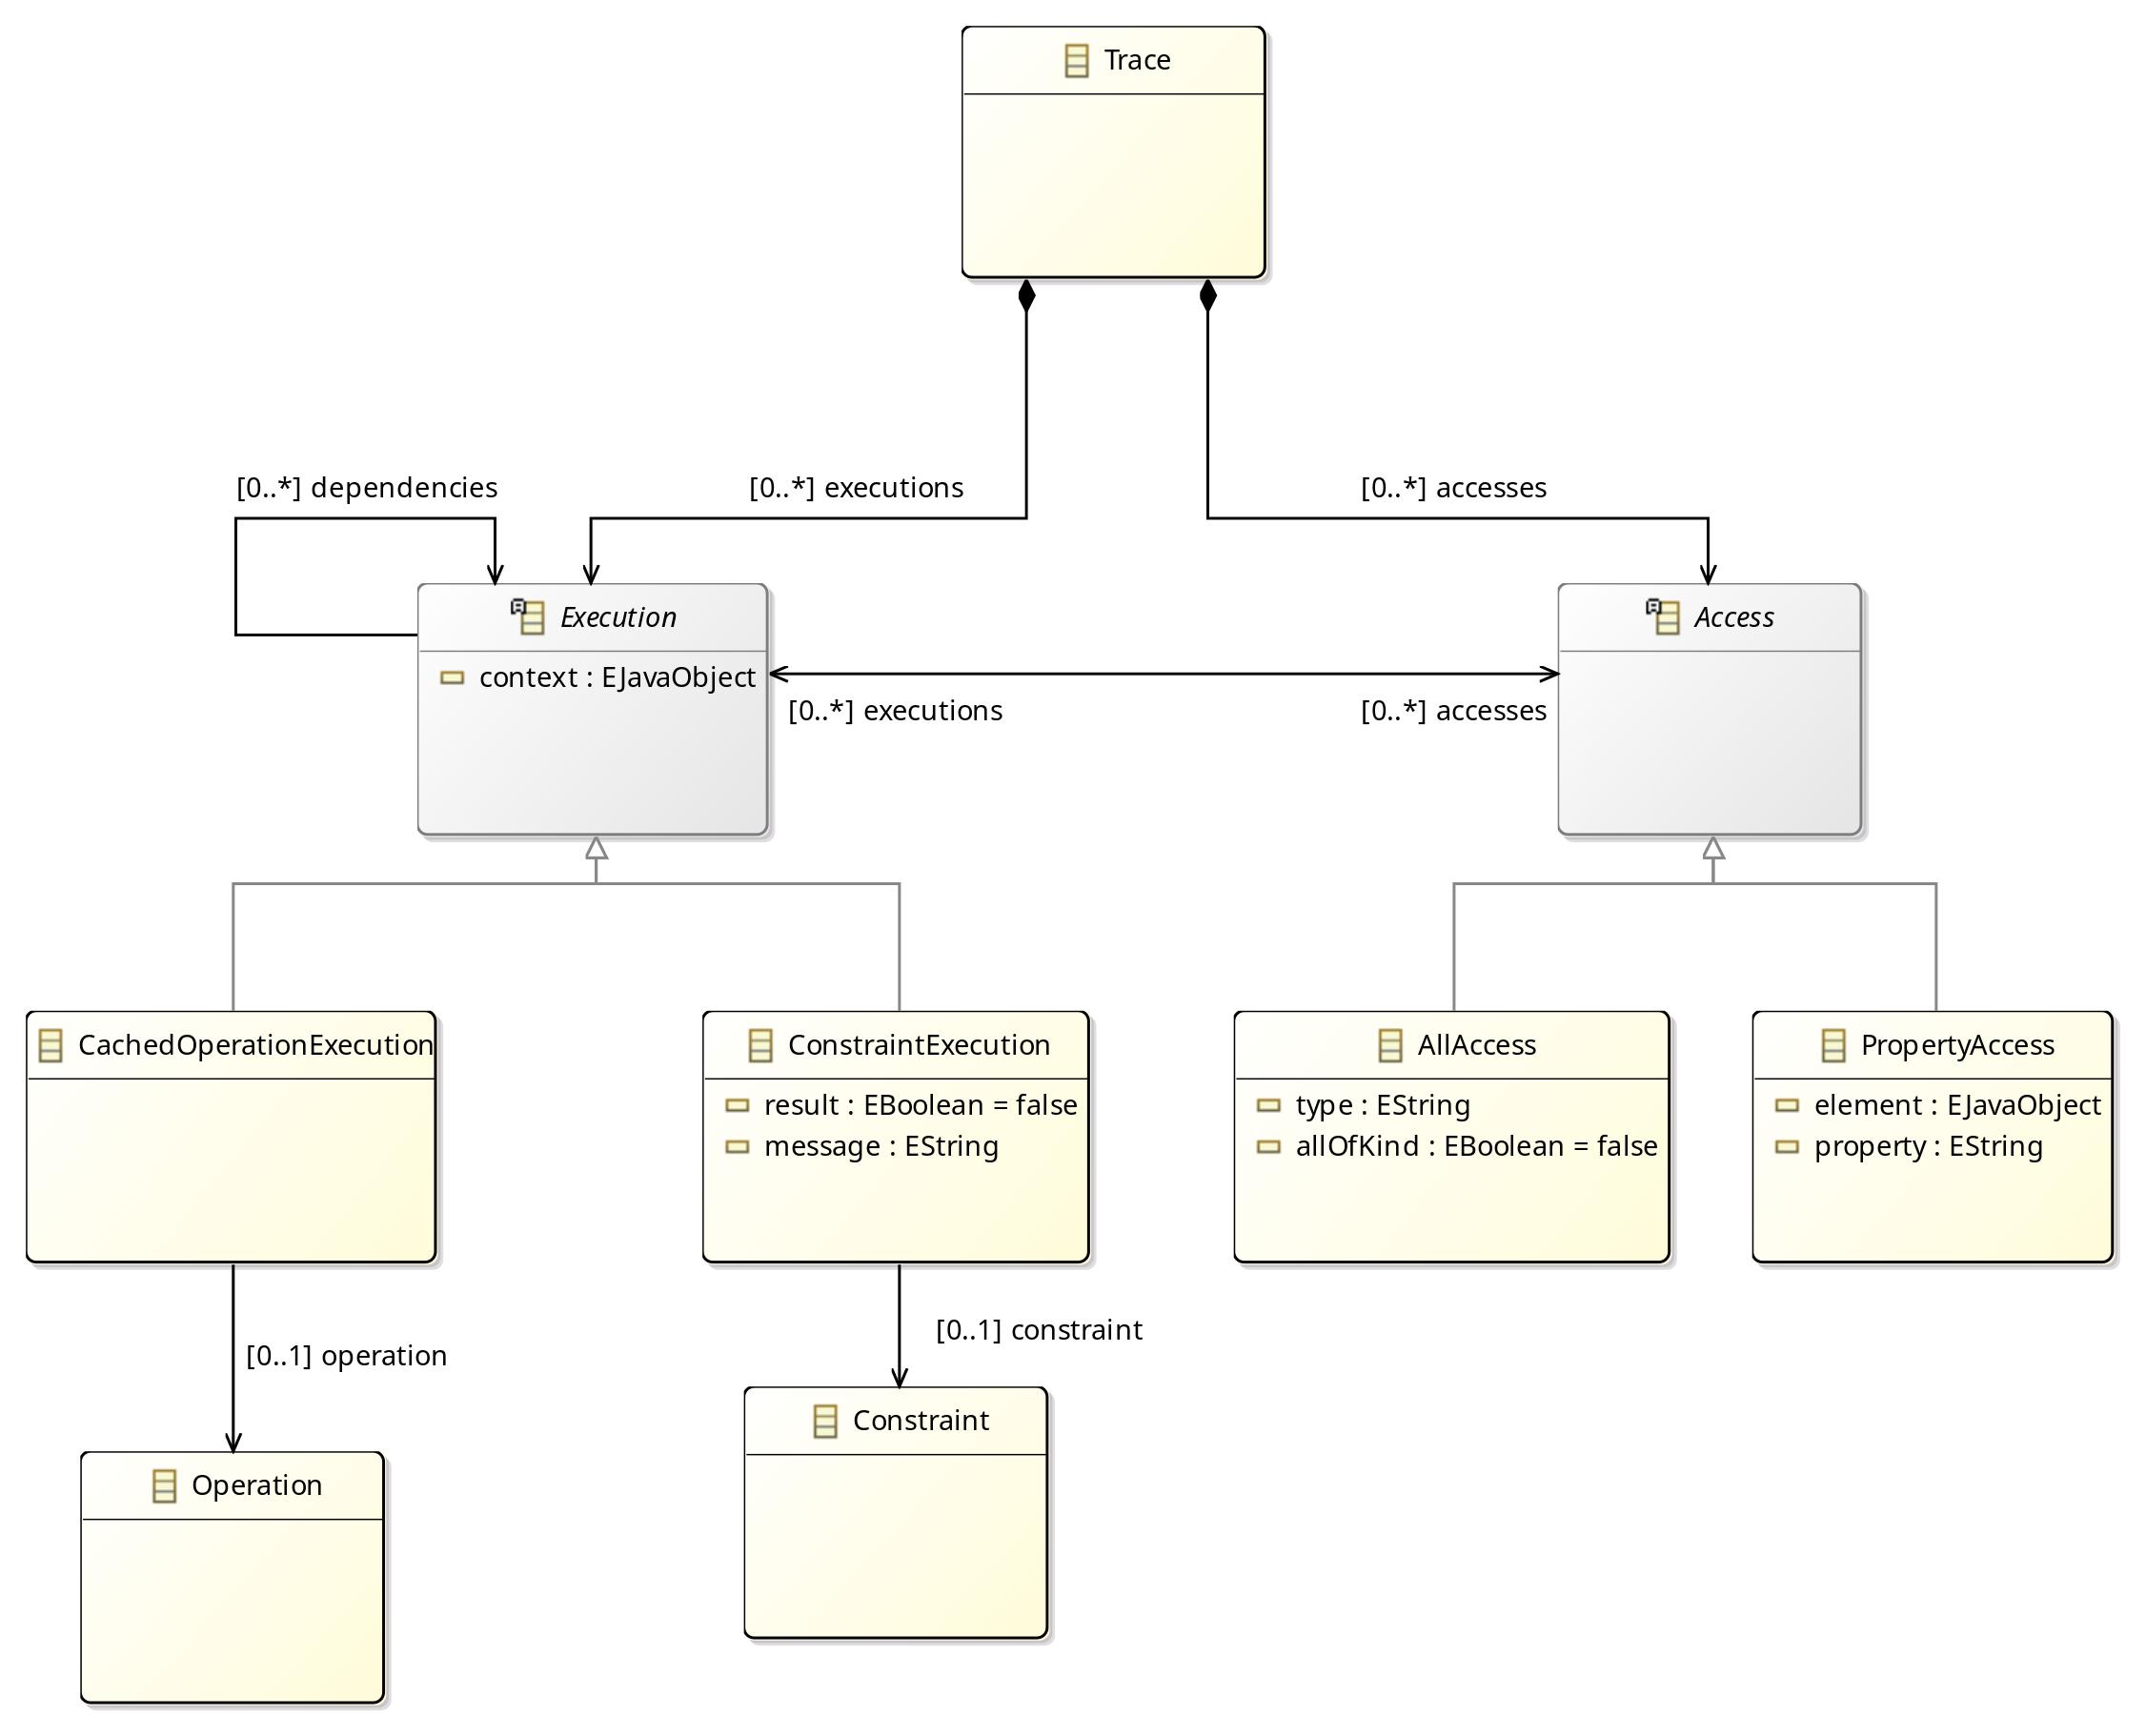 Trace
[0..*] dependencies
[0..*] executions
[0..*] accesses
Execution
context : EJavaObject
Access
[0..*] executions
[0..*] accesses
CachedOperationExecution
ConstraintExecution
result : EBoolean = false
message : EString
AllAccess
type : EString
allOfKind : EBoolean = false
PropertyAccess
element : EJavaObject
property : EString
[0..1] operation
[0..1] constraint
Constraint
Operation